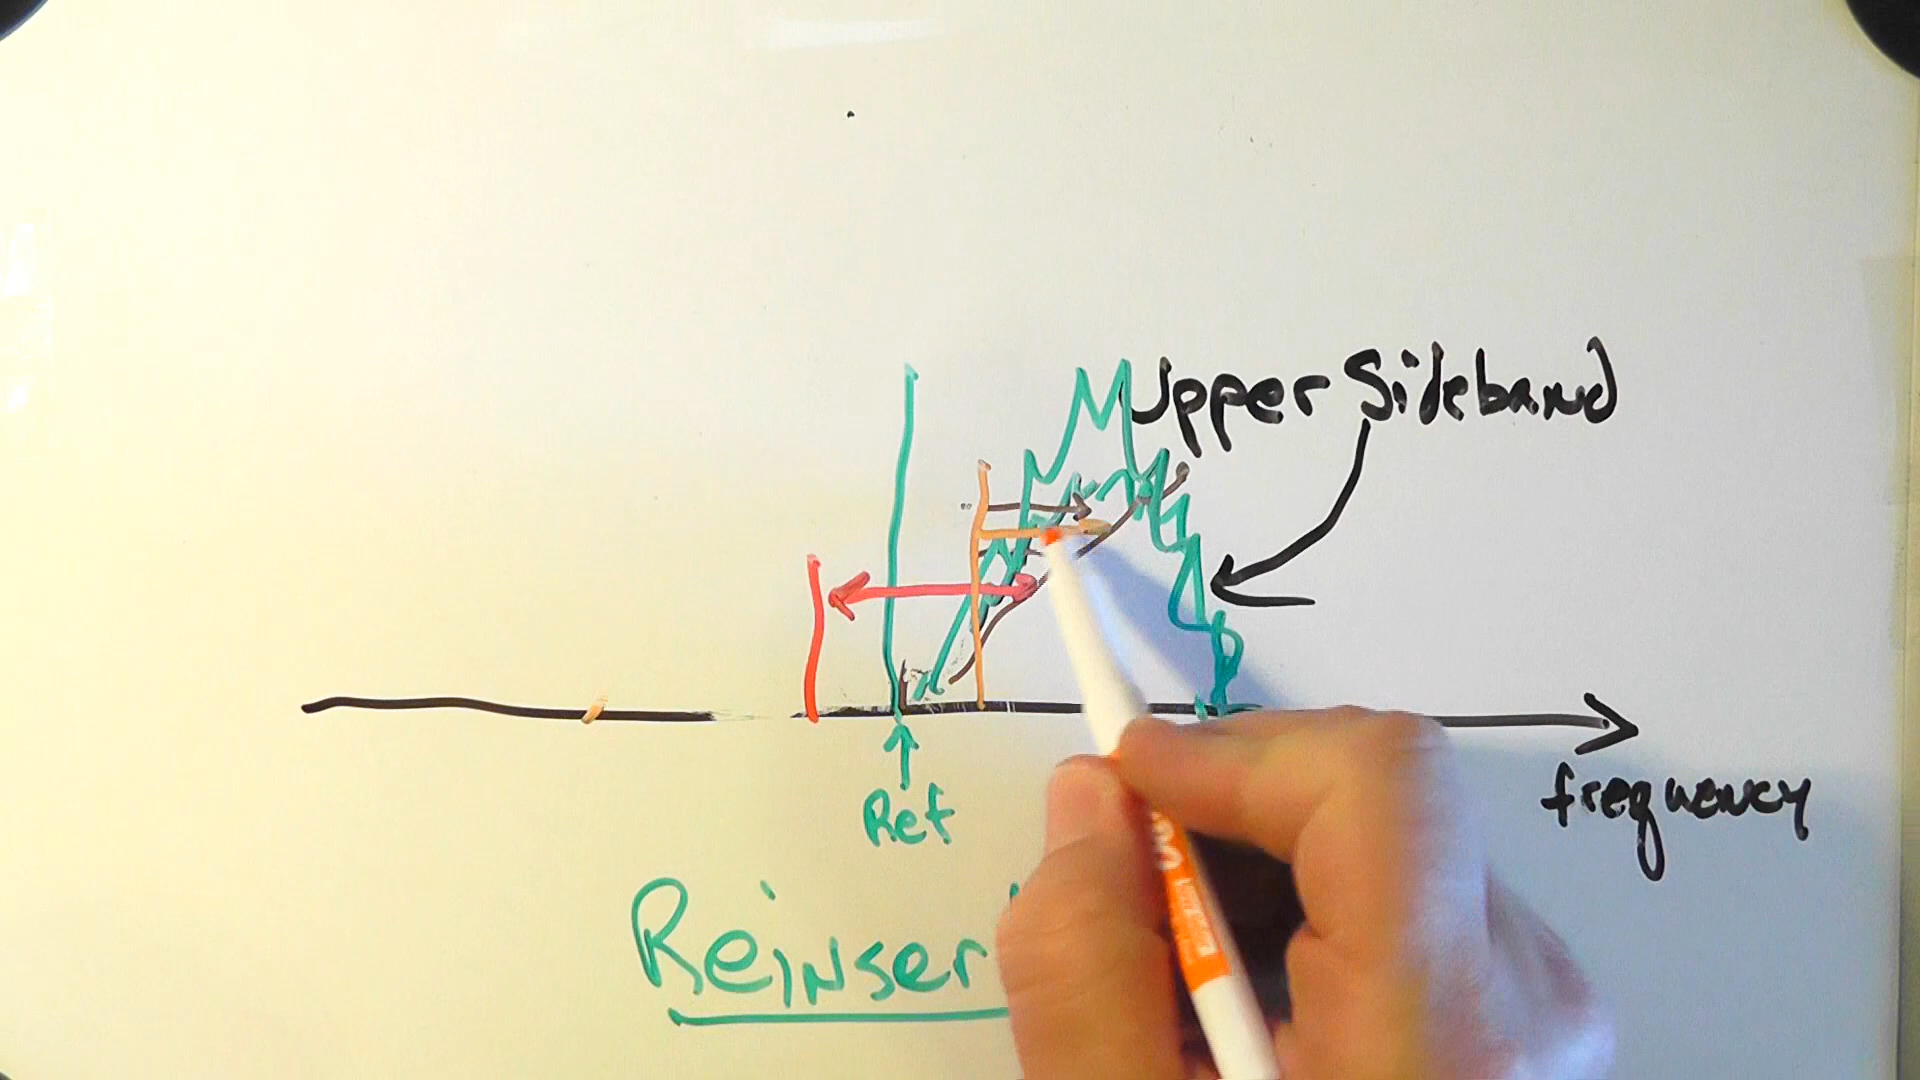 Upper Sideband
frequency
Ref
Reinser